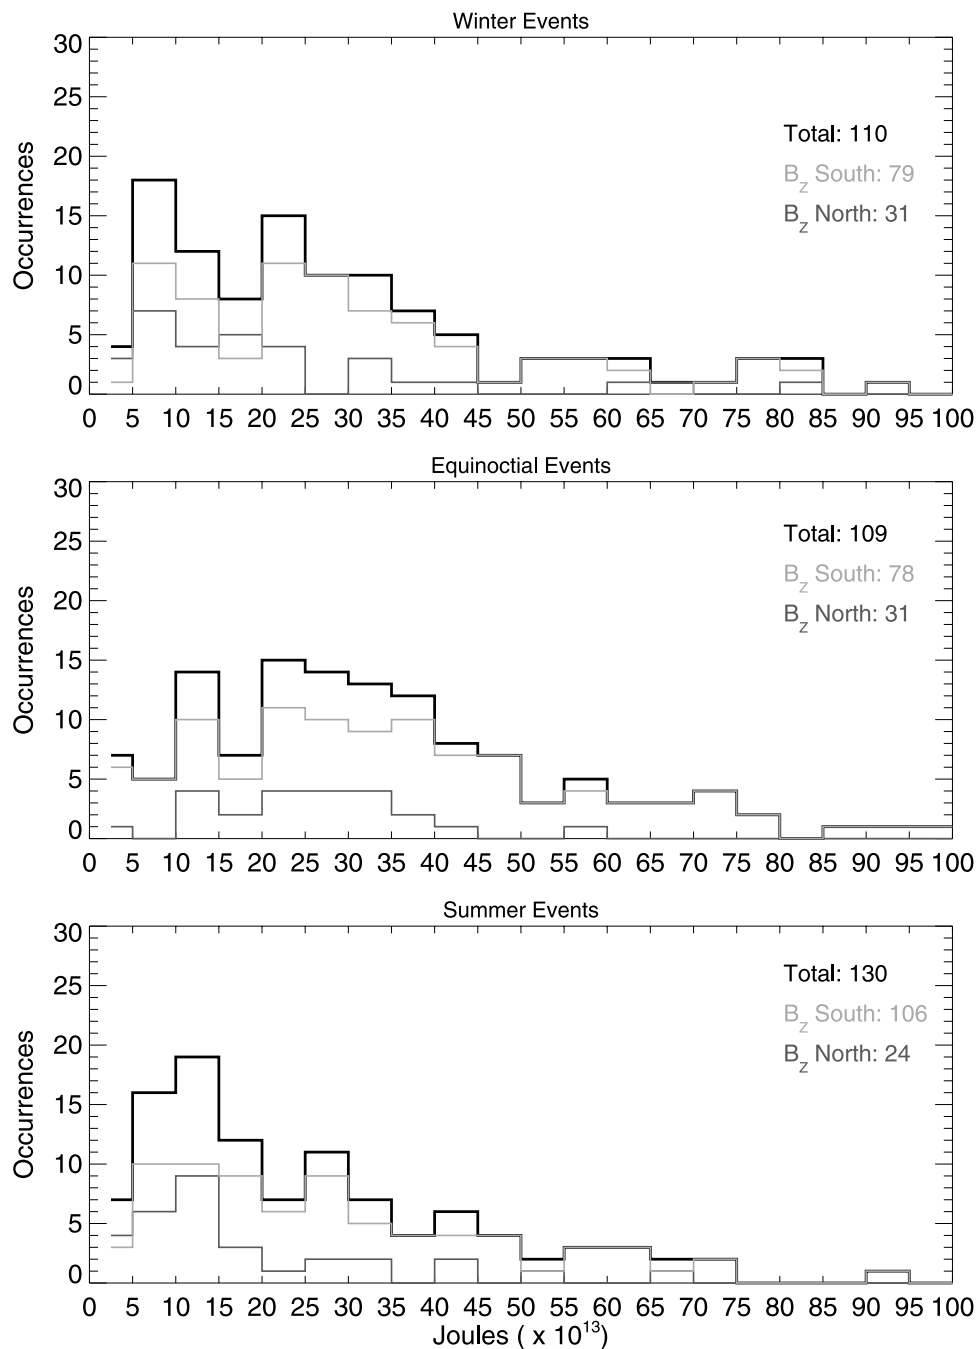 Winter Events
30
25
20
15
10
5
0
Occurrences
Total: 110
B_z South: 79
B_z North: 31
0 5 10 15 20 25 30 35 40 45 50 55 60 65 70 75 80 85 90 95 100
Equinoctial Events
30
25
20
15
10
5
0
Occurrences
Total: 109
B_z South: 78
B_z North: 31
0 5 10 15 20 25 30 35 40 45 50 55 60 65 70 75 80 85 90 95 100
Summer Events
30
25
20
15
10
5
0
Occurrences
Total: 130
B_z South: 106
B_z North: 24
0 5 10 15 20 25 30 35 40 45 50 55 60 65 70 75 80 85 90 95 100
Joules ( x 10^13)